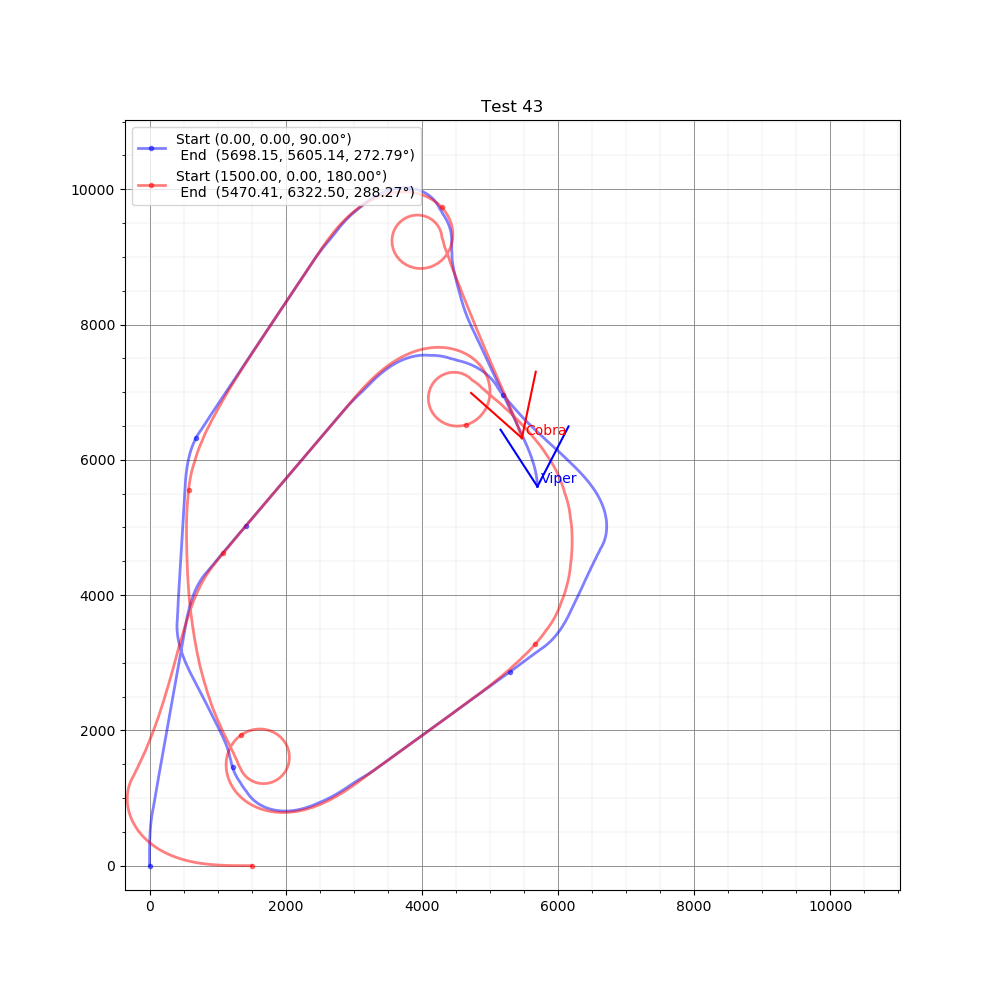 Test 43
Start (0.00, 0.00, 90.00°)
End  (5698.15, 5605.14, 272.79°)
Start (1500.00, 0.00, 180.00°)
End  (5470.41, 6322.50, 288.27°)
10000
8000
6000
4000
2000
0
Cobra
Viper
0 2000 4000 6000 8000 10000